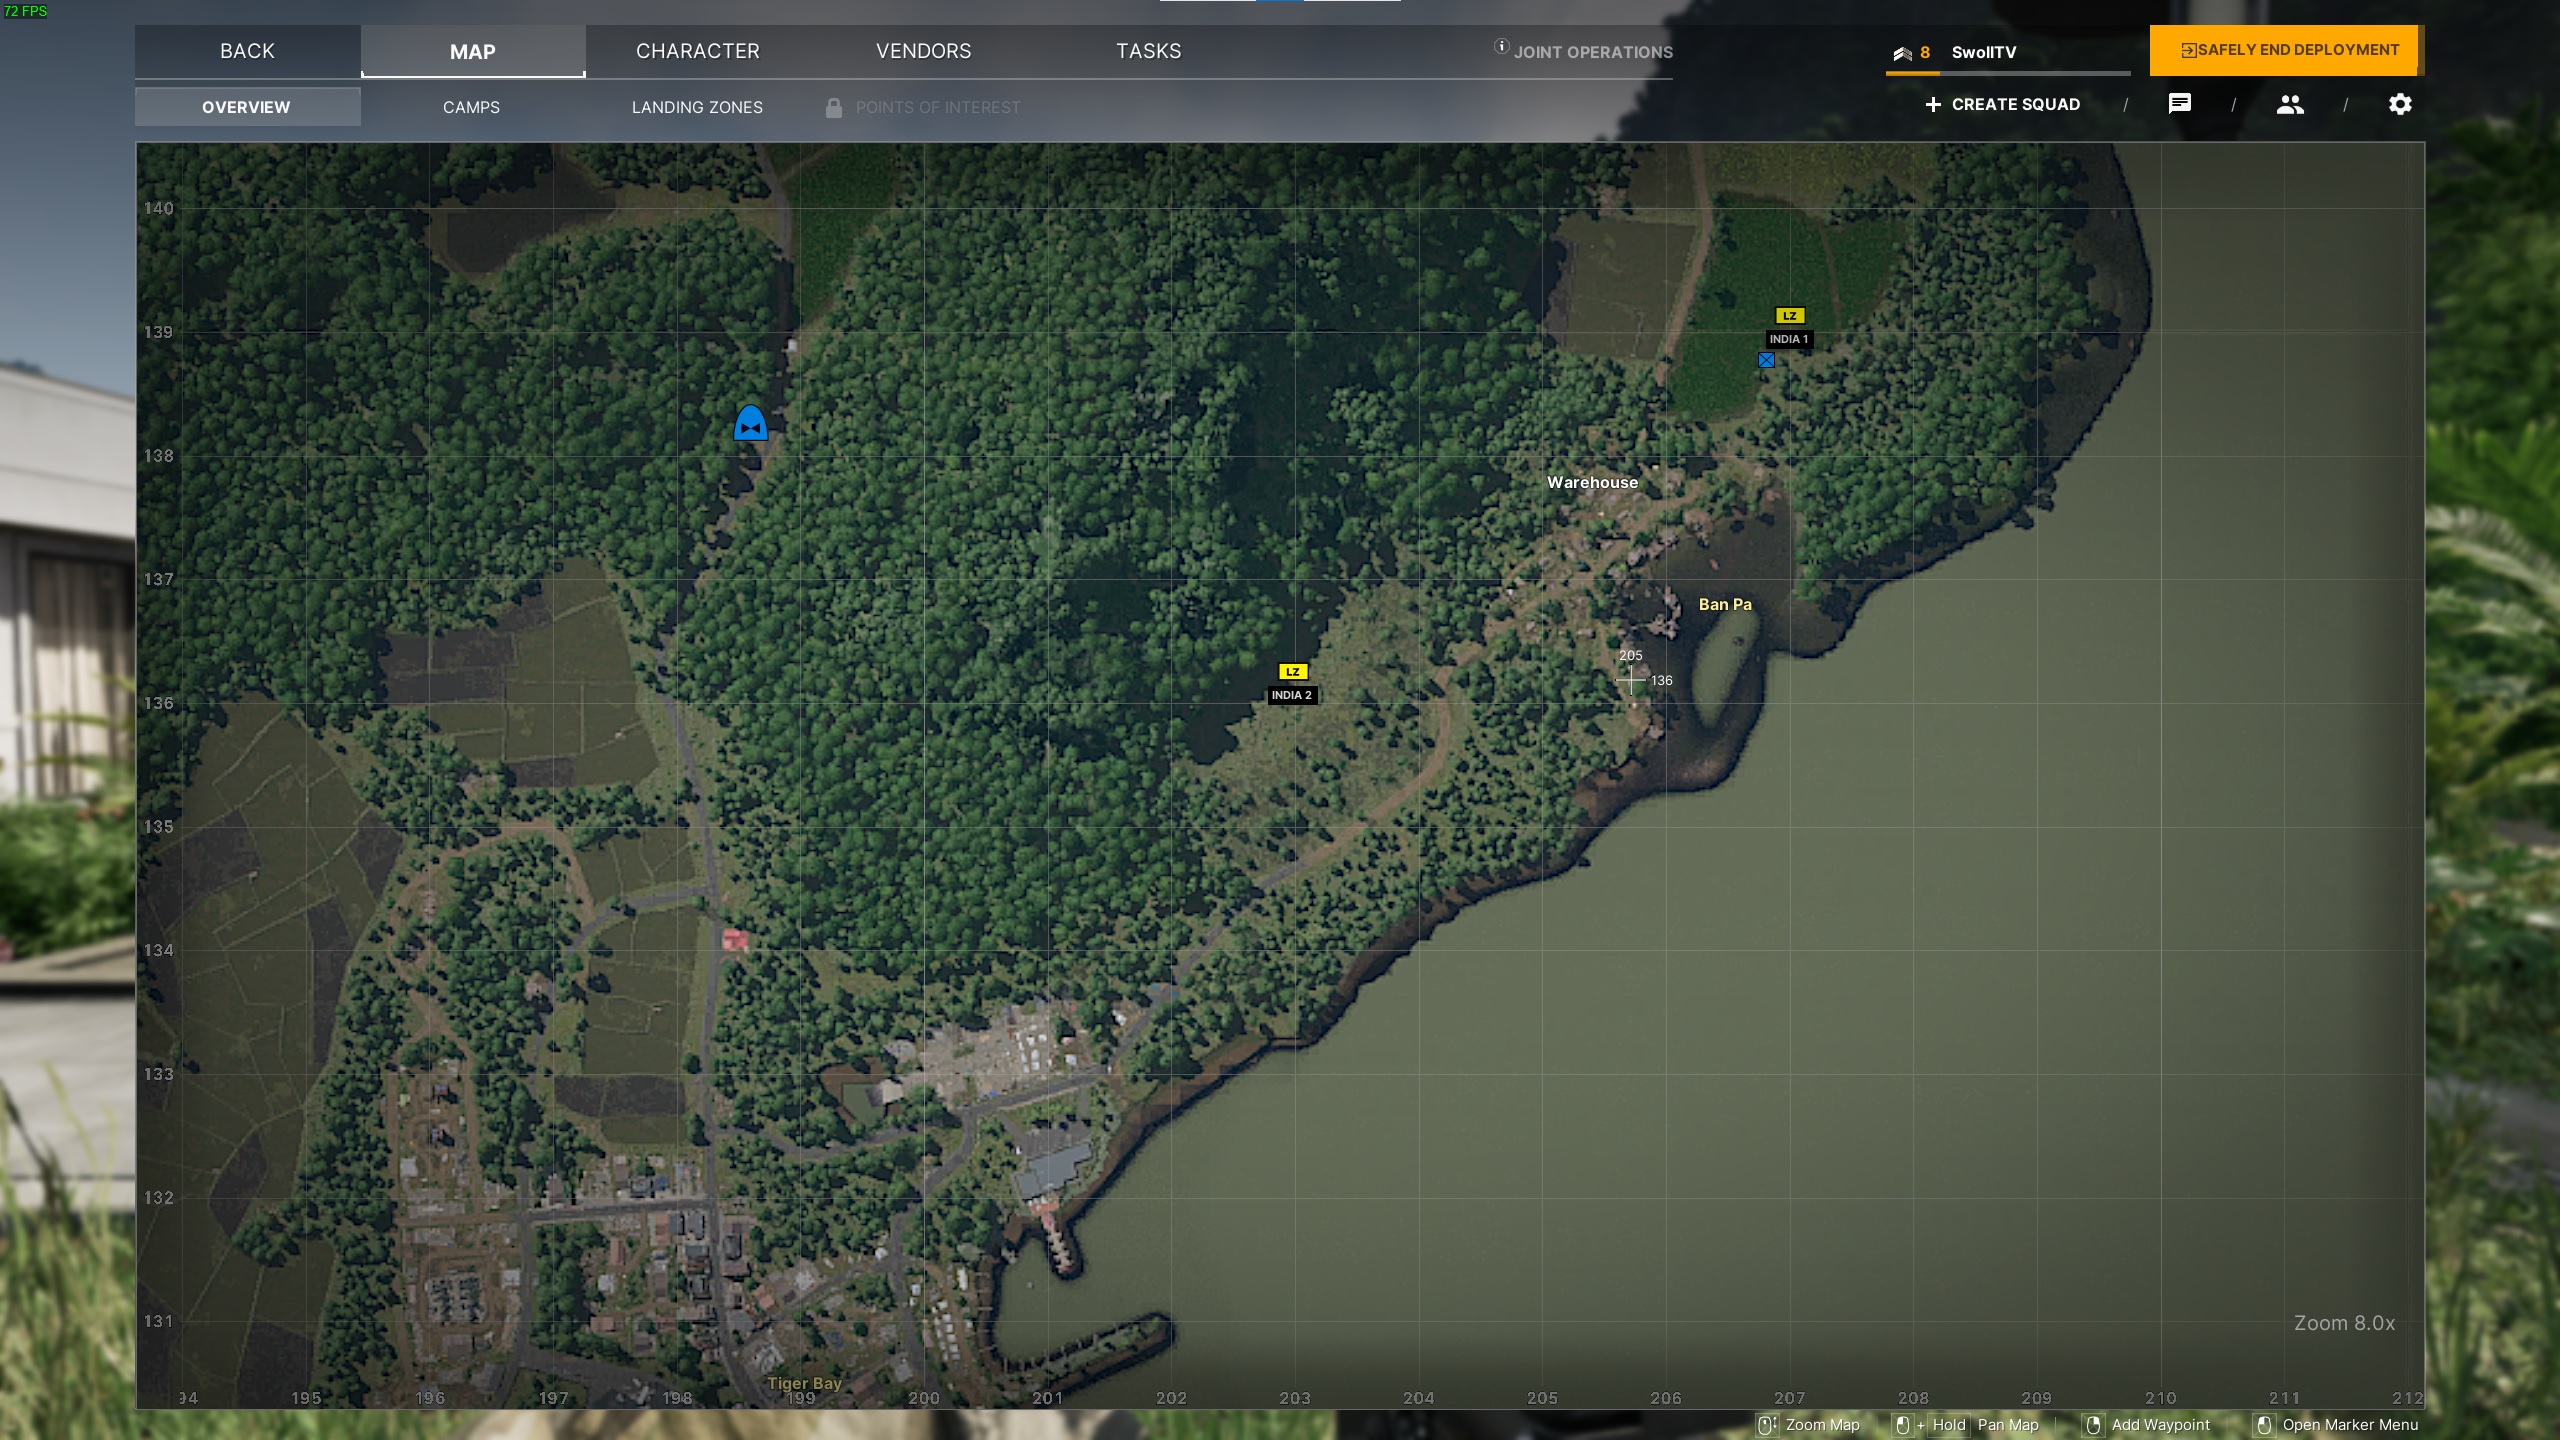 72 FPS
BACK
MAP
CHARACTER
VENDORS
TASKS
JOINT OPERATIONS
8
SwollTV
SAFELY END DEPLOYMENT
OVERVIEW
CAMPS
LANDING ZONES
POINTS OF INTEREST
+ CREATE SQUAD
/
/
/
140
139
138
137
136
135
134
133
132
131
LZ
INDIA 1
Warehouse
Ban Pa
205
136
LZ
INDIA 2
Tiger Bay
Zoom 8.0x
94
195
196
197
198
199
200
201
202
203
204
205
206
207
208
209
210
211
212
Zoom Map
+ Hold Pan Map
Add Waypoint
Open Marker Menu